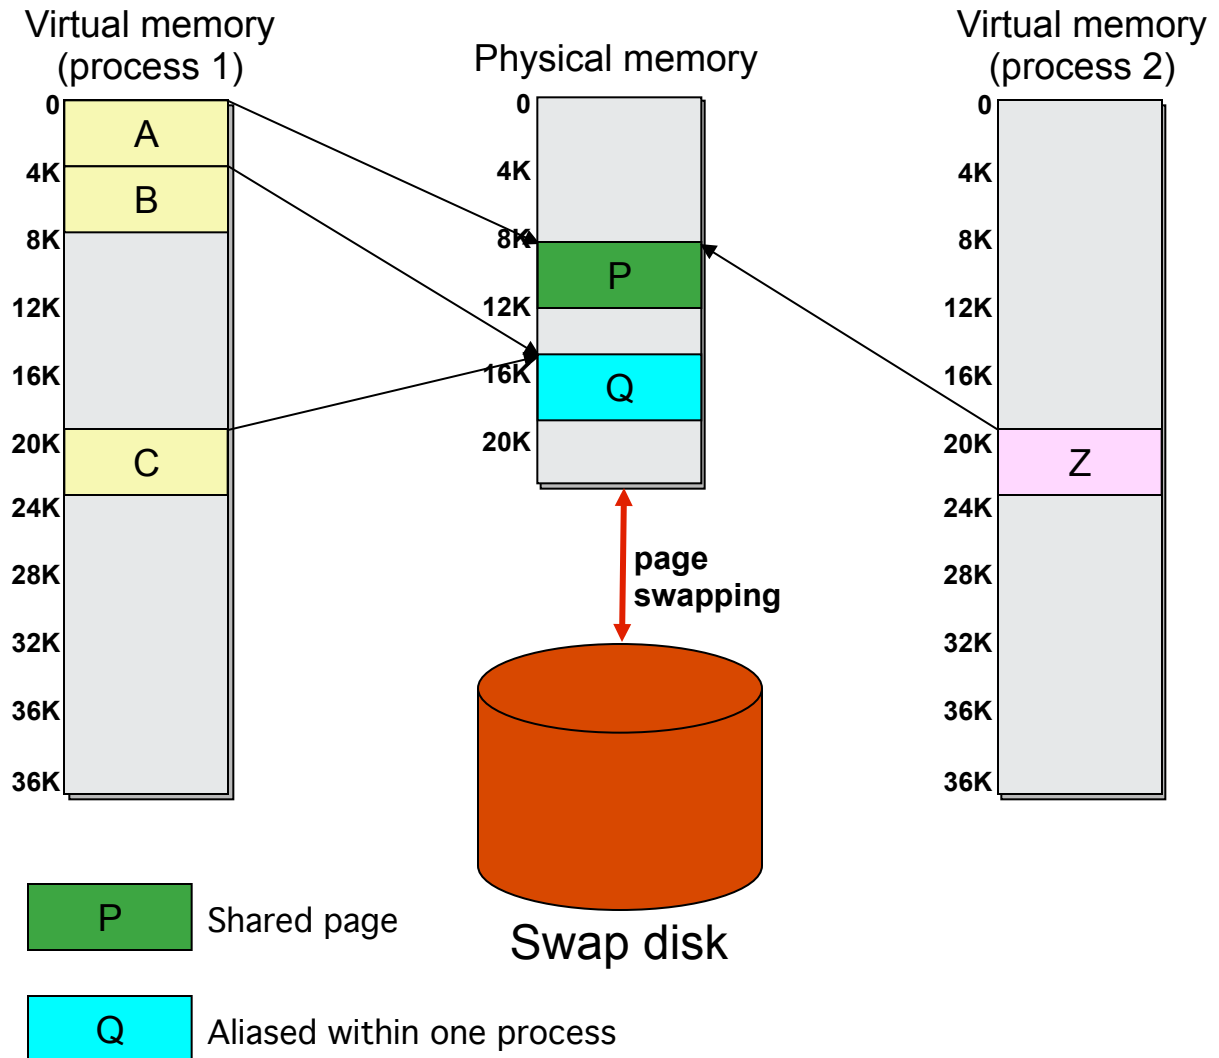 Virtual memory
(process 1)
0
A
4K
B
8K
12K
16K
20K
C
24K
28K
32K
36K
36K
Physical memory
0
4K
8K
P
12K
16K
Q
20K
page
swapping
Swap disk
Virtual memory
(process 2)
0
4K
8K
12K
16K
20K
Z
24K
28K
32K
36K
36K
P Shared page
Q Aliased within one process